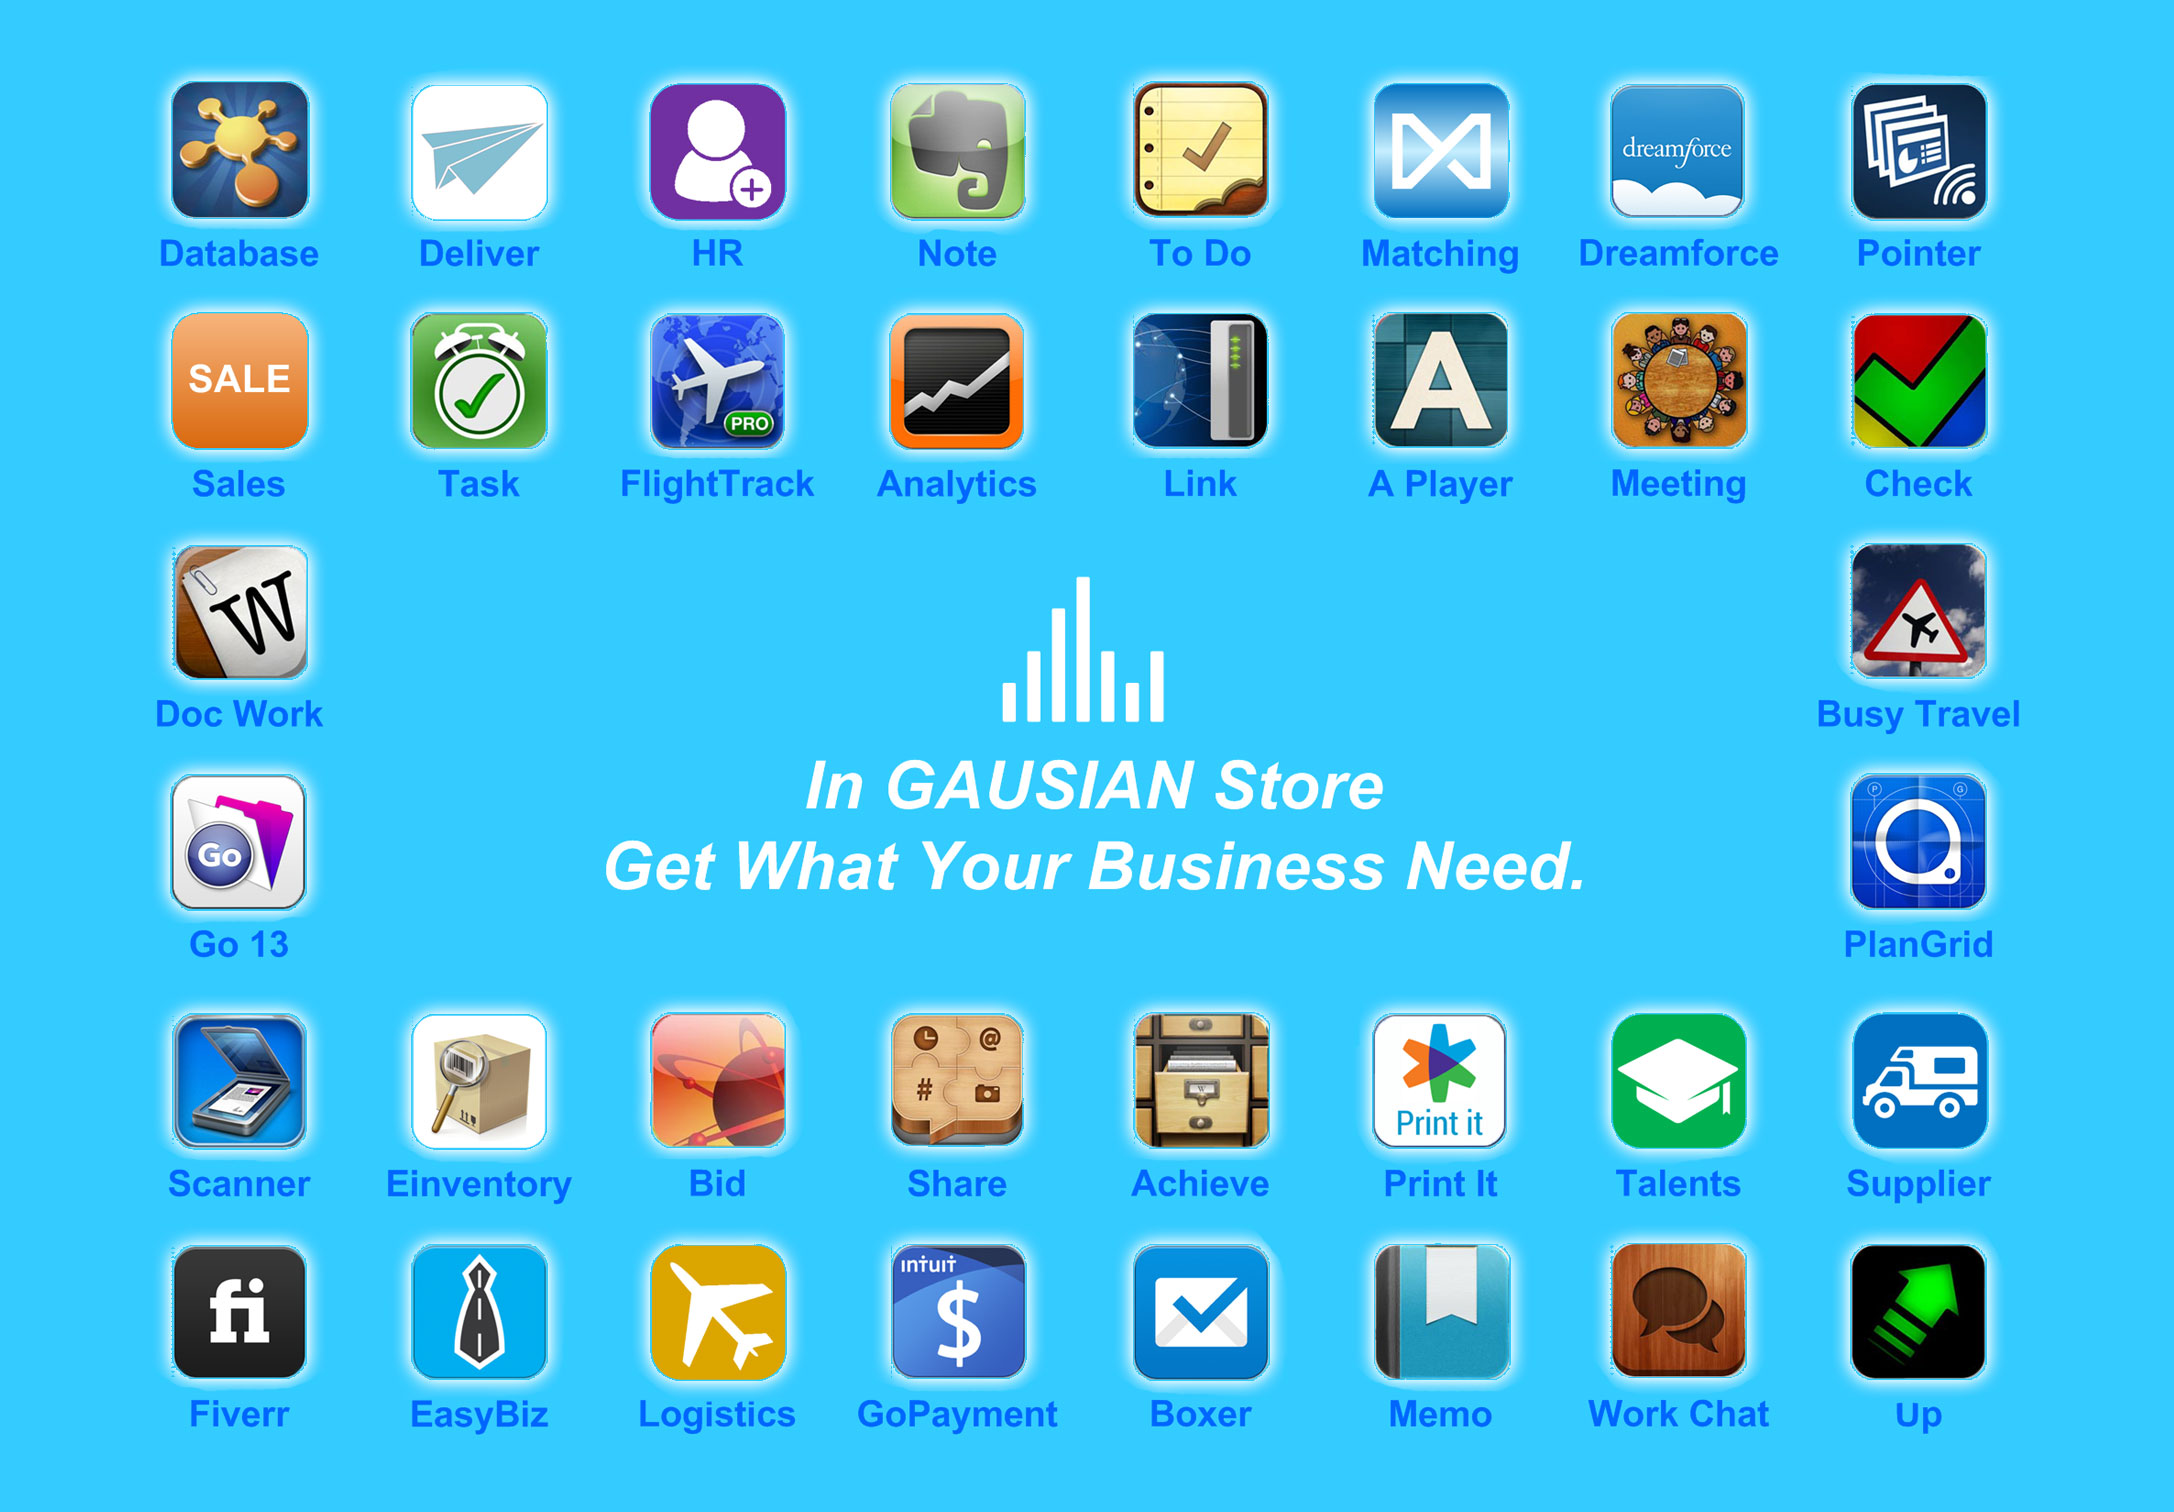 dreamforce
Database Deliver HR Note To Do Matching Dreamforce Pointer
SALE
PRO
A
Sales Task FlightTrack Analytics Link A Player Meeting Check
W
Doc Work Busy Travel
In GAUSIAN Store
Get What Your Business Need.
Go
P G
Go 13 PlanGrid
@
#
Print it
Scanner Einventory Bid Share Achieve Print It Talents Supplier
fi
intuit
$
Fiverr EasyBiz Logistics GoPayment Boxer Memo Work Chat Up